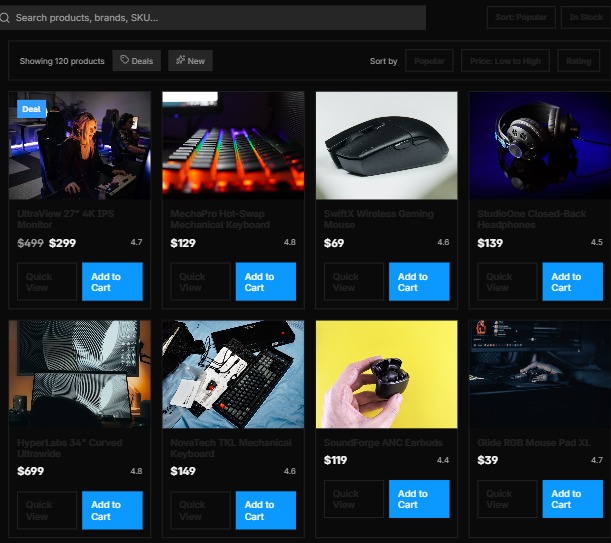 Search products, brands, SKU...
Sort: Popular
In Stock
Showing 120 products
Deals
New
Sort by
Popular
Price: Low to High
Rating
Deal
UltraView 27" 4K IPS
Monitor
$499 $299
4.7
Quick
View
Add to
Cart
MechaPro Hot-Swap
Mechanical Keyboard
$129
4.8
Quick
View
Add to
Cart
SwiftX Wireless Gaming
Mouse
$69
4.6
Quick
View
Add to
Cart
StudioOne Closed-Back
Headphones
$139
4.5
Quick
View
Add to
Cart
HyperLabs 34" Curved
Ultrawide
$699
4.8
Quick
View
Add to
Cart
NovaTech TKL Mechanical
Keyboard
$149
4.6
Quick
View
Add to
Cart
SoundForge ANC Earbuds
$119
4.4
Quick
View
Add to
Cart
Glide RGB Mouse Pad XL
$39
4.7
Quick
View
Add to
Cart